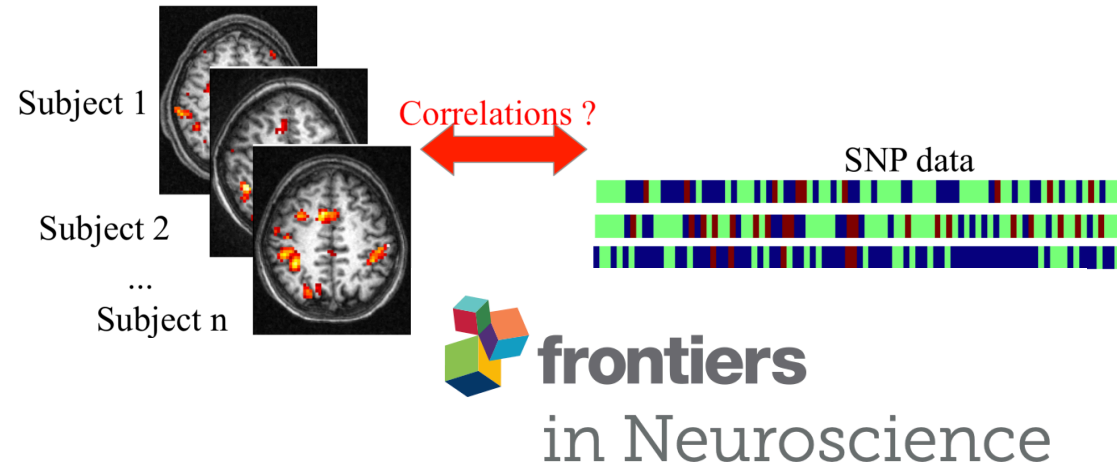 Subject 1
Correlations ?
SNP data
Subject 2
...
Subject n
frontiers
in Neuroscience